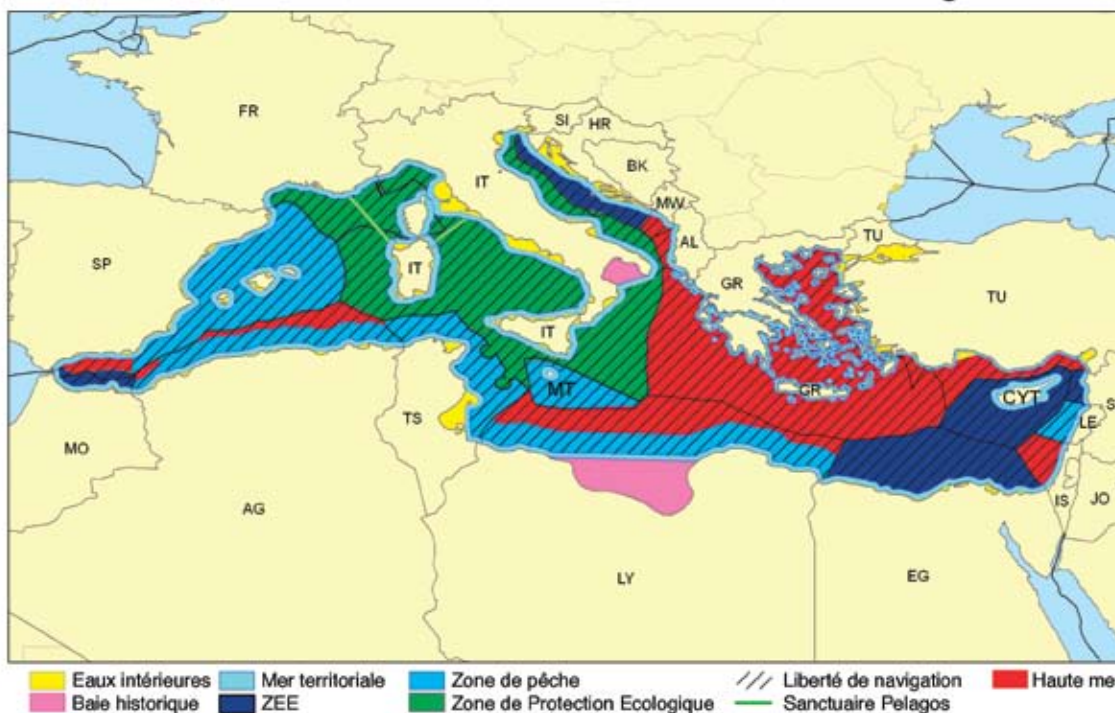 FR
SI
HR
IT
BK
MW
SP
AL
TU
IT
GR
TU
IT
MT
GR
CYT
LE
S
TS
MO
IS
JO
AG
LY
EG
Eaux intérieures
Mer territoriale
Zone de pêche
Liberté de navigation
Haute me
Baie historique
ZEE
Zone de Protection Ecologique
Sanctuaire Pelagos